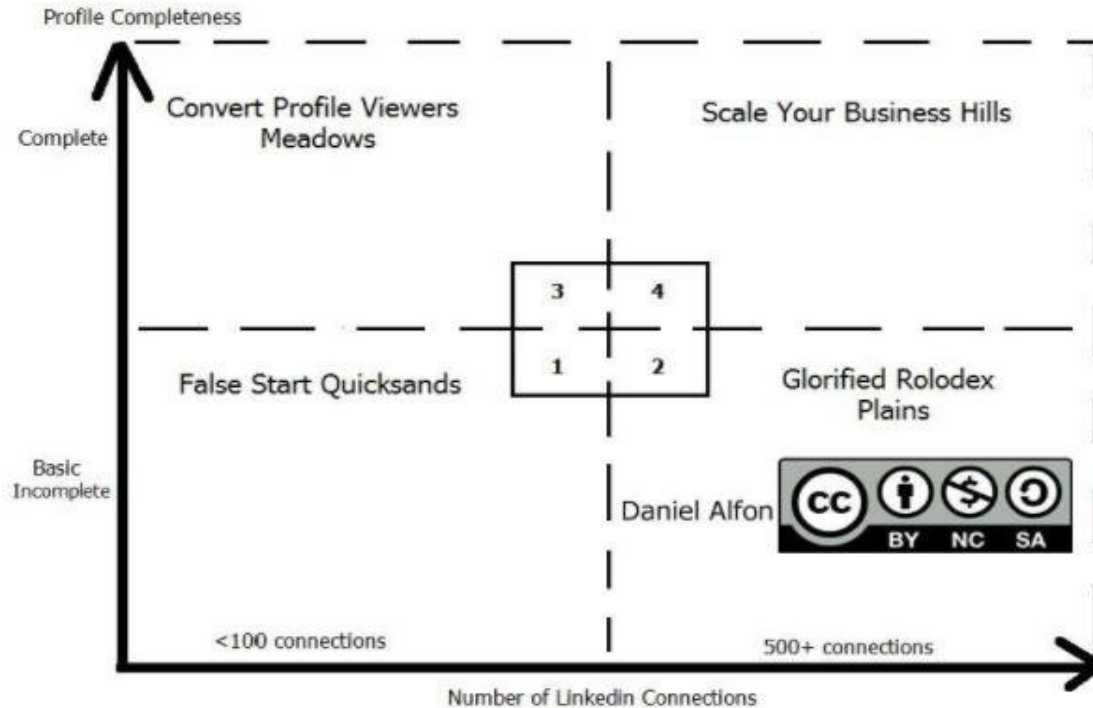 Profile Completeness
Convert Profile Viewers
Meadows
Scale Your Business Hills
Complete
3
4
1
2
False Start Quicksands
Glorified Rolodex
Plains
Basic
Incomplete
Daniel Alfon
CC
BY NC SA
<100 connections
500+ connections
Number of Linkedin Connections